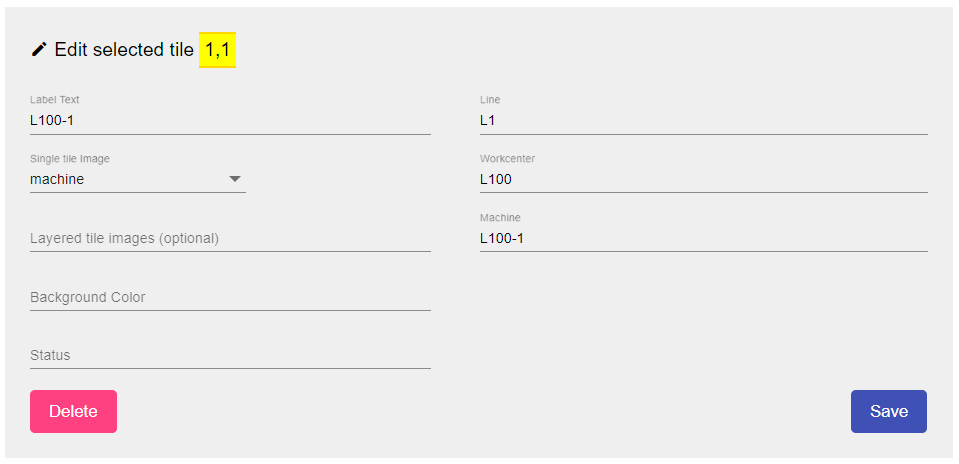 Edit selected tile 1,1
Label Text
L100-1
Line
L1
Single tile Image
machine
Workcenter
L100
Layered tile images (optional)
Machine
L100-1
Background Color
Status
Delete
Save